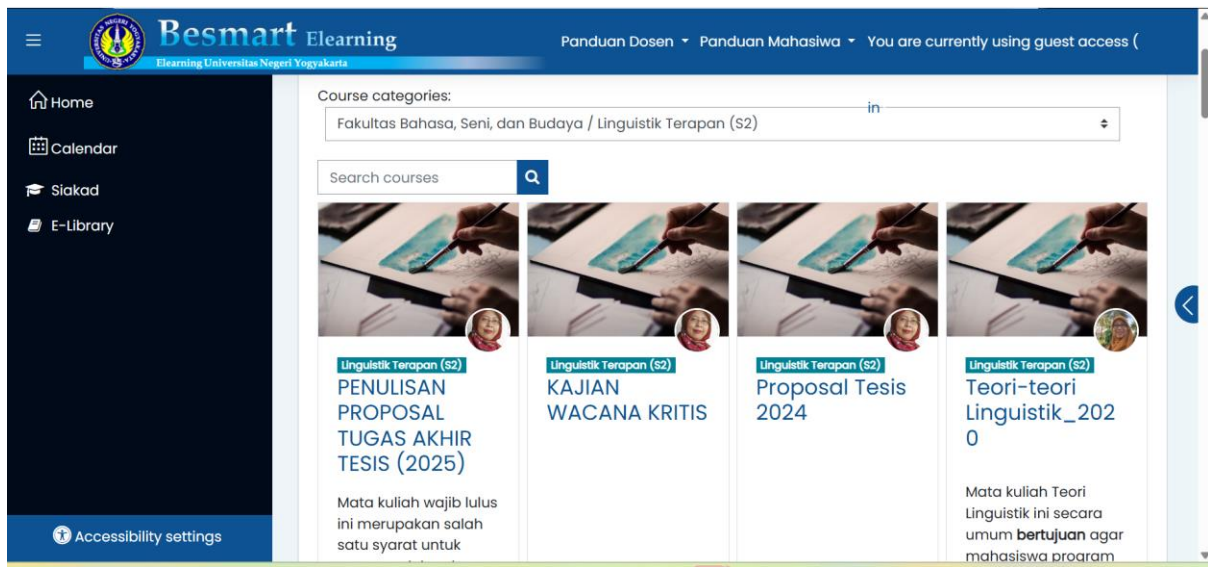 Besmart Elearning
Elearning Universitas Negeri Yogyakarta
Panduan Dosen
Panduan Mahasiwa
You are currently using guest access (
in
Home
Calendar
Siakad
E-Library
Accessibility settings
Course categories:
Fakultas Bahasa, Seni, dan Budaya / Linguistik Terapan (S2)
Search courses
Linguistik Terapan (S2)
PENULISAN
PROPOSAL
TUGAS AKHIR
TESIS (2025)
Mata kuliah wajib lulus
ini merupakan salah
satu syarat untuk
Linguistik Terapan (S2)
KAJIAN
WACANA KRITIS
Linguistik Terapan (S2)
Proposal Tesis
2024
Linguistik Terapan (S2)
Teori-teori
Linguistik_202
0
Mata kuliah Teori
Linguistik ini secara
umum bertujuan agar
mahasiswa program